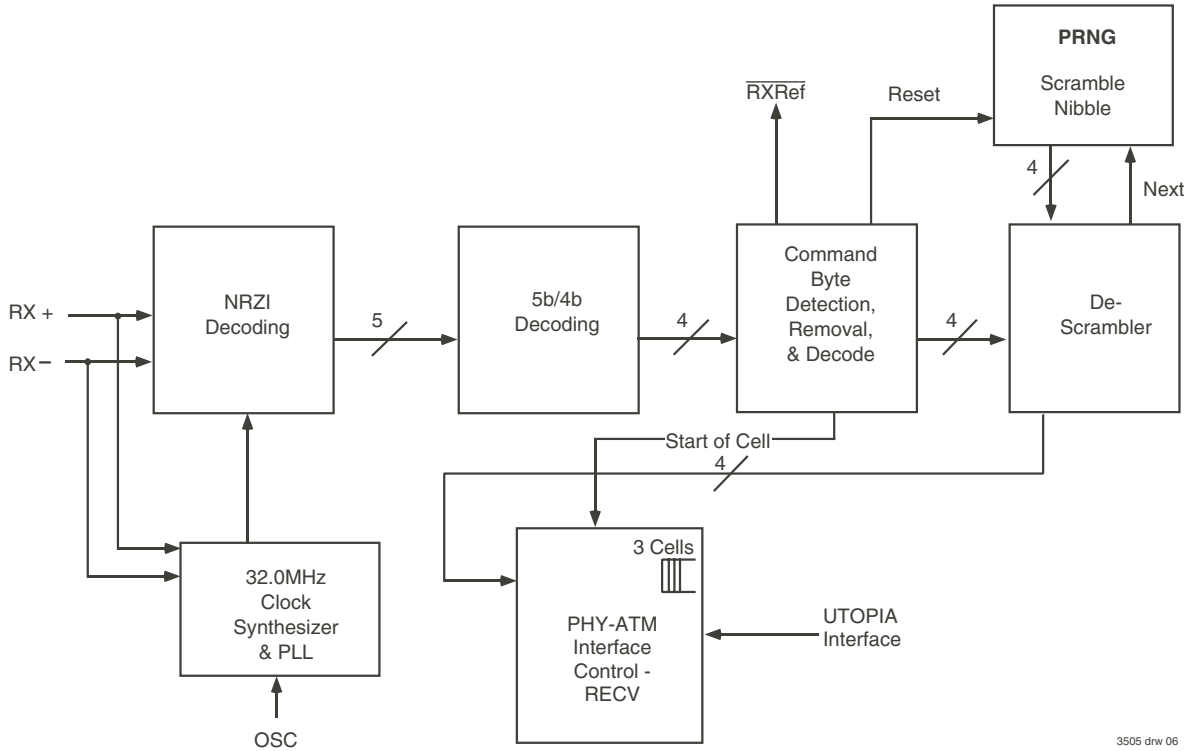 PRNG
Scramble
Nibble
RXRef
Reset
4
Next
RX +
RX –
NRZI
Decoding
5
5b/4b
Decoding
4
Command
Byte
Detection,
Removal,
& Decode
4
De-
Scrambler
Start of Cell
4
3 Cells
32.0MHz
Clock
Synthesizer
& PLL
OSC
PHY-ATM
Interface
Control -
RECV
UTOPIA
Interface
3505 drw 06